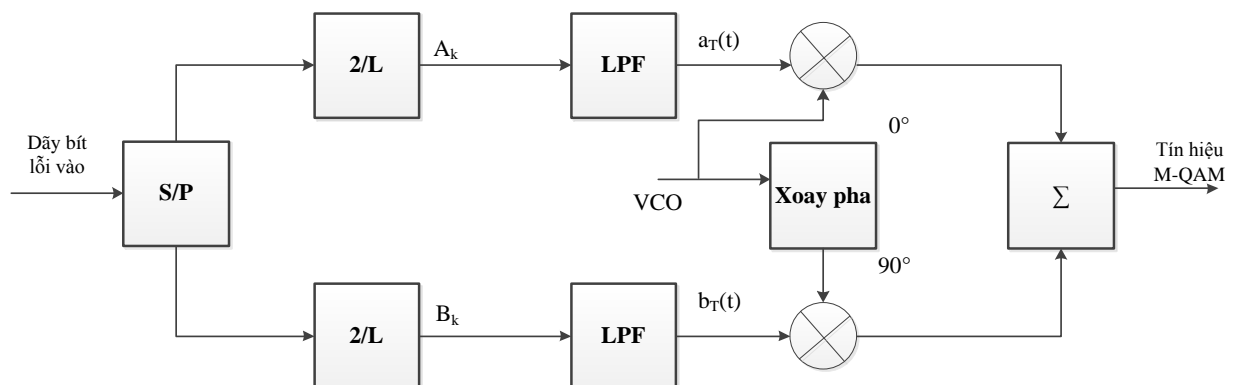 2/L
A_k
LPF
a_T(t)
Dãy bít
lỗi vào
S/P
VCO
0°
Xoay pha
90°
∑
Tín hiệu
M-QAM
2/L
B_k
LPF
b_T(t)